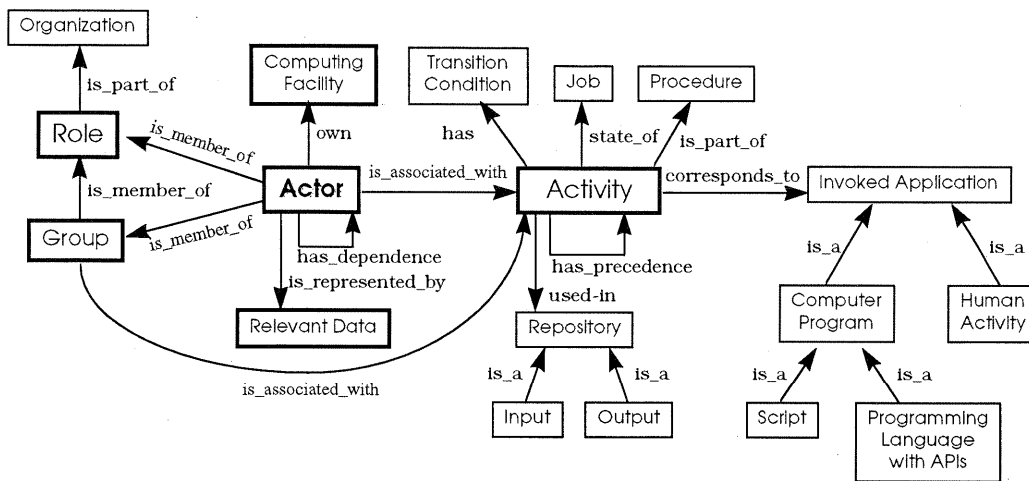 Organization
is_part_of
Role
is_member_of
is_member_of
Group
is_member_of
Computing
Facility
own
Actor
has_dependence
is_represented_by
Relevant Data
is_associated_with
is_associated_with
Transition
Condition
has
Job
state_of
Procedure
is_part_of
Activity
has_precedence
used-in
Repository
is_a
is_a
Input
Output
corresponds_to
Invoked Application
is_a
is_a
Computer
Program
Human
Activity
is_a
is_a
Script
Programming
Language
with APIs